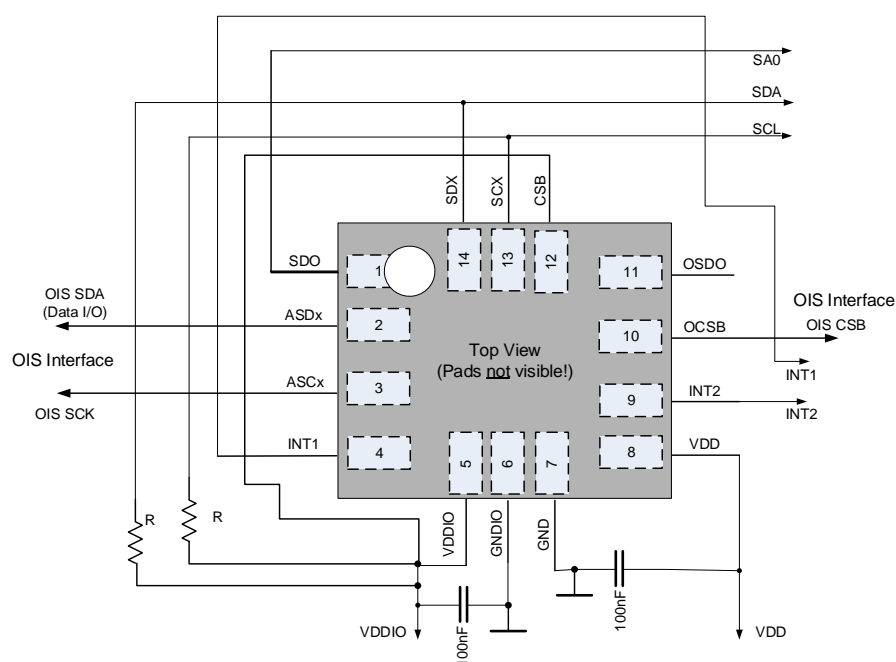 SA0
SDA
SCL
SDX
SCX
CSB
SDO
1
14
13
12
11
OSDO
OIS SDA
(Data I/O)
ASDx
2
Top View
(Pads not visible!)
10
OCSB
OIS Interface
OIS CSB
OIS Interface
ASCx
3
9
INT2
INT1
INT2
OIS SCK
INT1
4
5
6
7
8
VDD
R
R
VDDIO
GNDIO
GND
100nF
100nF
VDDIO
VDD